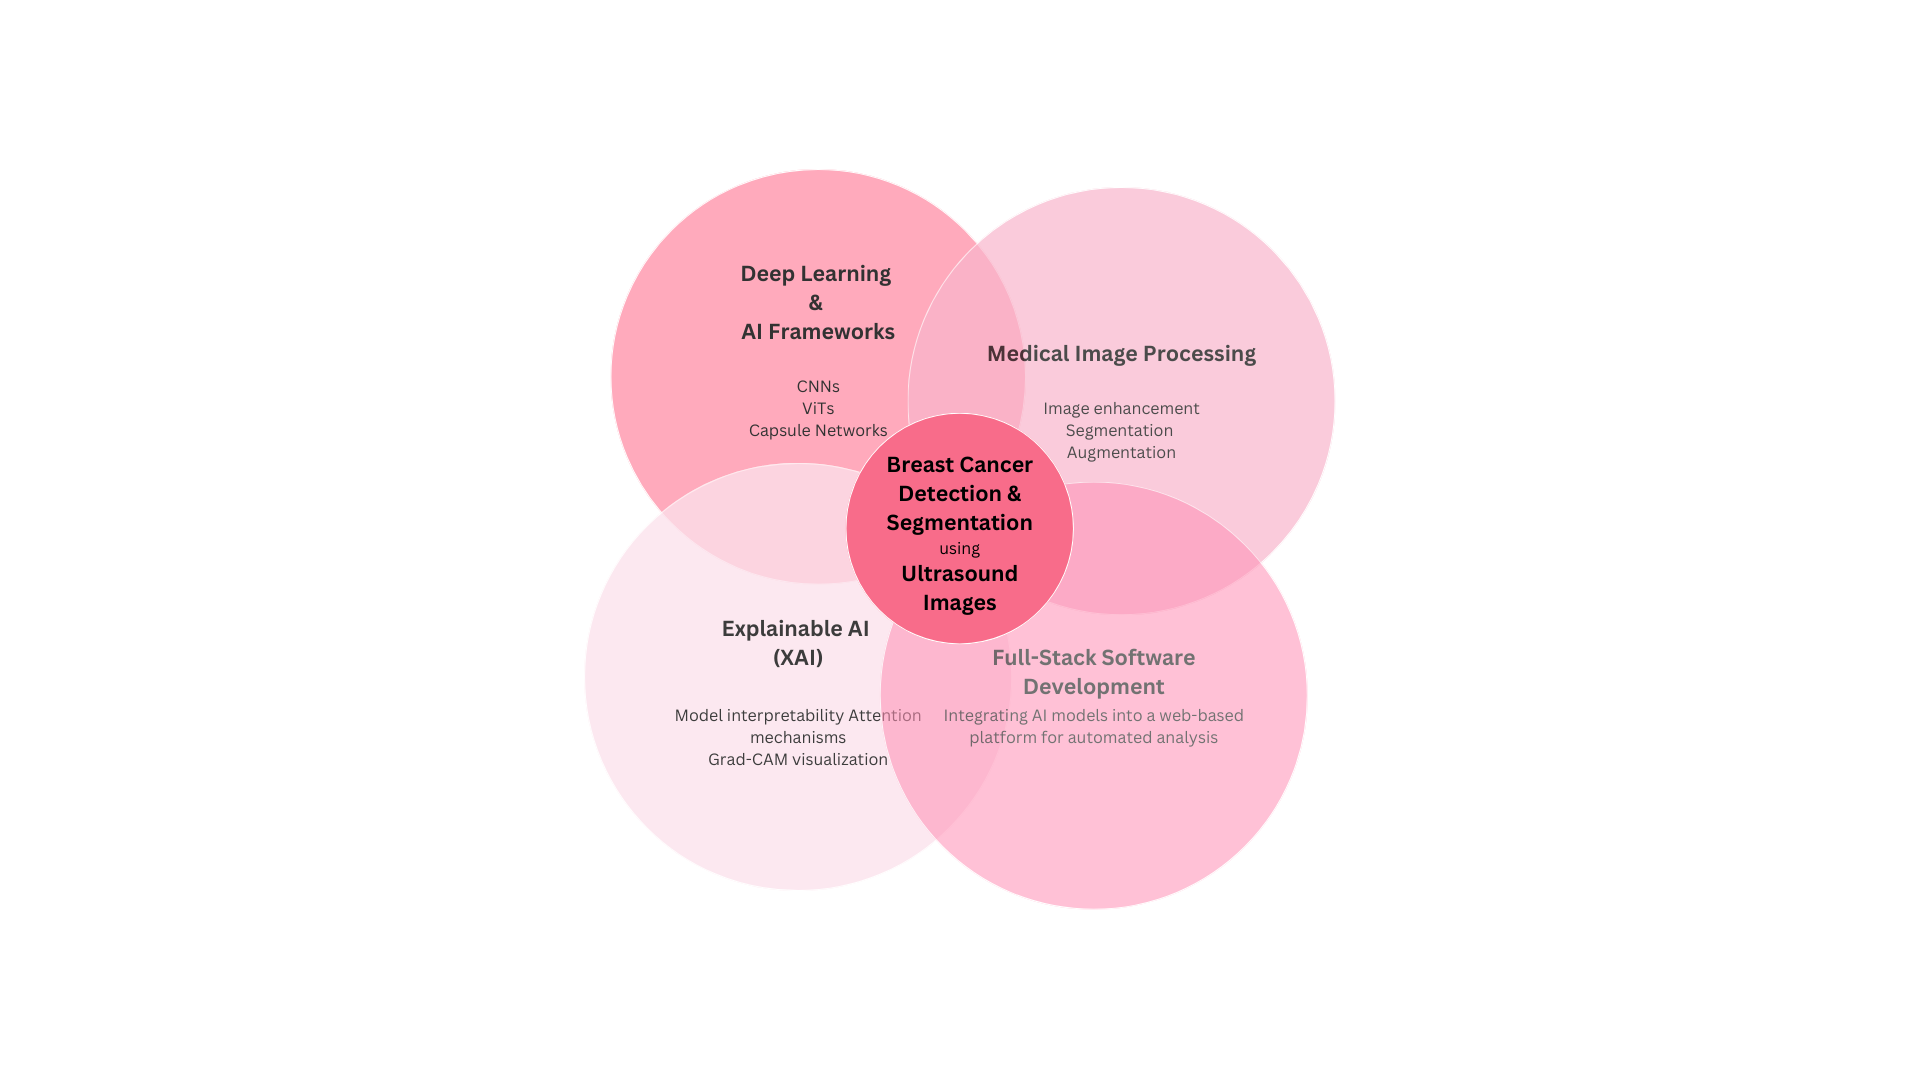 Deep Learning
&
AI Frameworks
CNNs
ViTs
Capsule Networks
Medical Image Processing
Image enhancement
Segmentation
Augmentation
Breast Cancer
Detection &
Segmentation
using
Ultrasound
Images
Explainable AI
(XAI)
Model interpretability Attention
mechanisms
Grad-CAM visualization
Full-Stack Software
Development
Integrating AI models into a web-based
platform for automated analysis